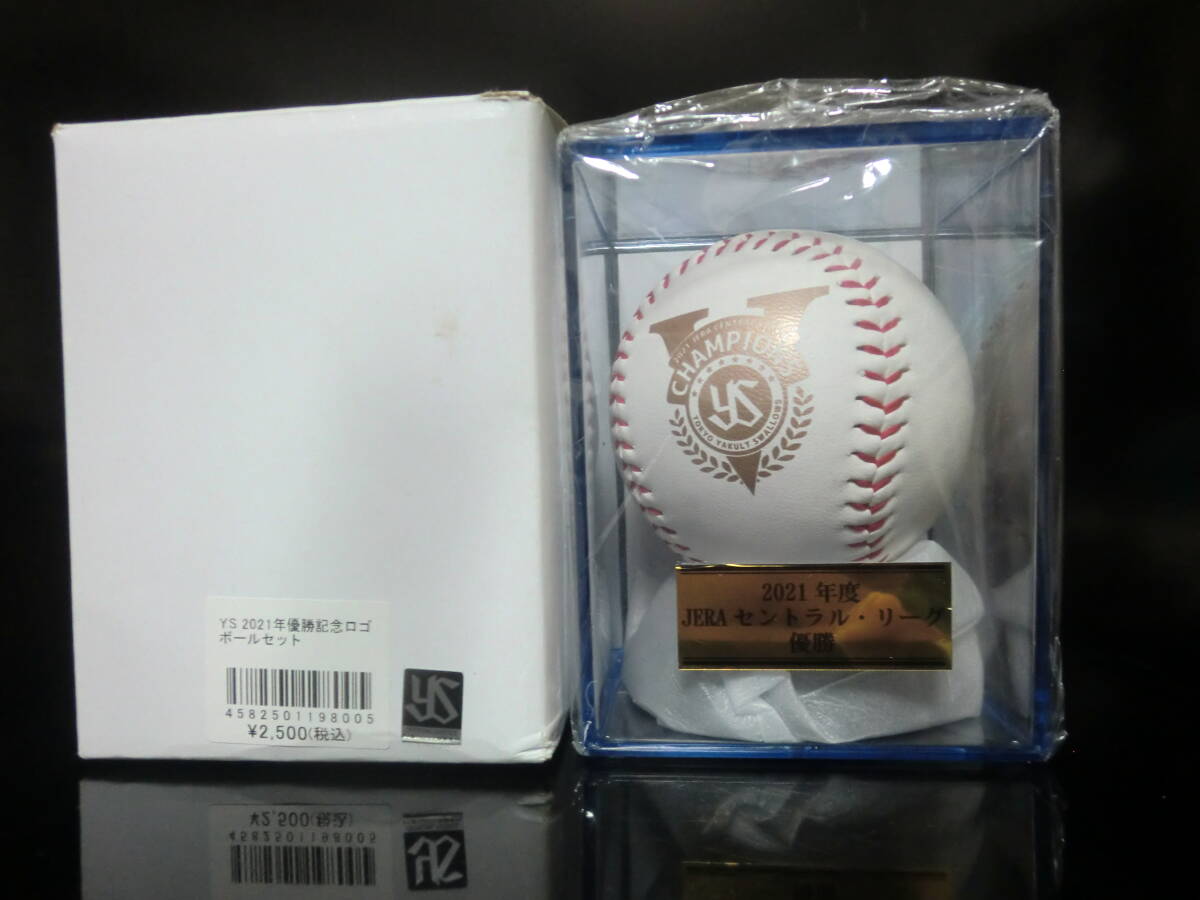 YS 2021年優勝記念ロゴ
ボールセット
4582501198005
¥2,500(税込)
YS
CHAMPIONS
YS
TOKYO YAKULT SWALLOWS
2021 年度
JERA セントラル・リーグ
優勝